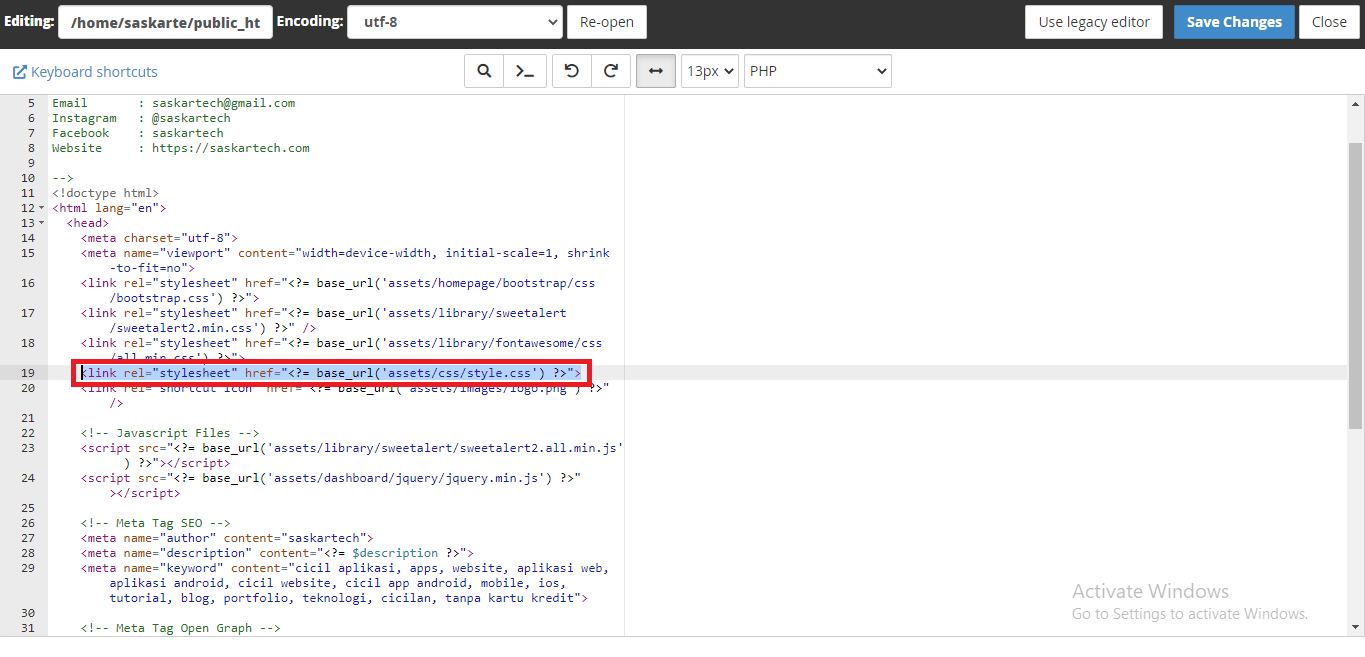 Editing: /home/saskarte/public_ht Encoding: utf-8 Re-open Use legacy editor Save Changes Close
Keyboard shortcuts 13px PHP
5 Email : saskartech@gmail.com
6 Instagram : @saskartech
7 Facebook : saskartech
8 Website : https://saskartech.com
9
10 -->
11 <!doctype html>
12 <html lang="en">
13 <head>
14 <meta charset="utf-8">
15 <meta name="viewport" content="width=device-width, initial-scale=1, shrink
-to-fit=no">
16 <link rel="stylesheet" href="<?= base_url('assets/homepage/bootstrap/css
/bootstrap.css') ?>">
17 <link rel="stylesheet" href="<?= base_url('assets/library/sweetalert
/sweetalert2.min.css') ?>" />
18 <link rel="stylesheet" href="<?= base_url('assets/library/fontawesome/css
/all.min.css') ?>">
19 <link rel="stylesheet" href="<?= base_url('assets/css/style.css') ?>">
20 <link rel="shortcut icon" href="<?= base_url('assets/images/logo.png') ?>"
/>
21
22 <!-- Javascript Files -->
23 <script src="<?= base_url('assets/library/sweetalert/sweetalert2.all.min.js'
) ?>"></script>
24 <script src="<?= base_url('assets/dashboard/jquery/jquery.min.js') ?>"
></script>
25
26 <!-- Meta Tag SEO -->
27 <meta name="author" content="saskartech">
28 <meta name="description" content="<?= $description ?>">
29 <meta name="keyword" content="cicil aplikasi, apps, website, aplikasi web,
aplikasi android, cicil website, cicil app android, mobile, ios,
tutorial, blog, portfolio, teknologi, cicilan, tanpa kartu kredit">
30
31 <!-- Meta Tag Open Graph -->
Activate Windows
Go to Settings to activate Windows.